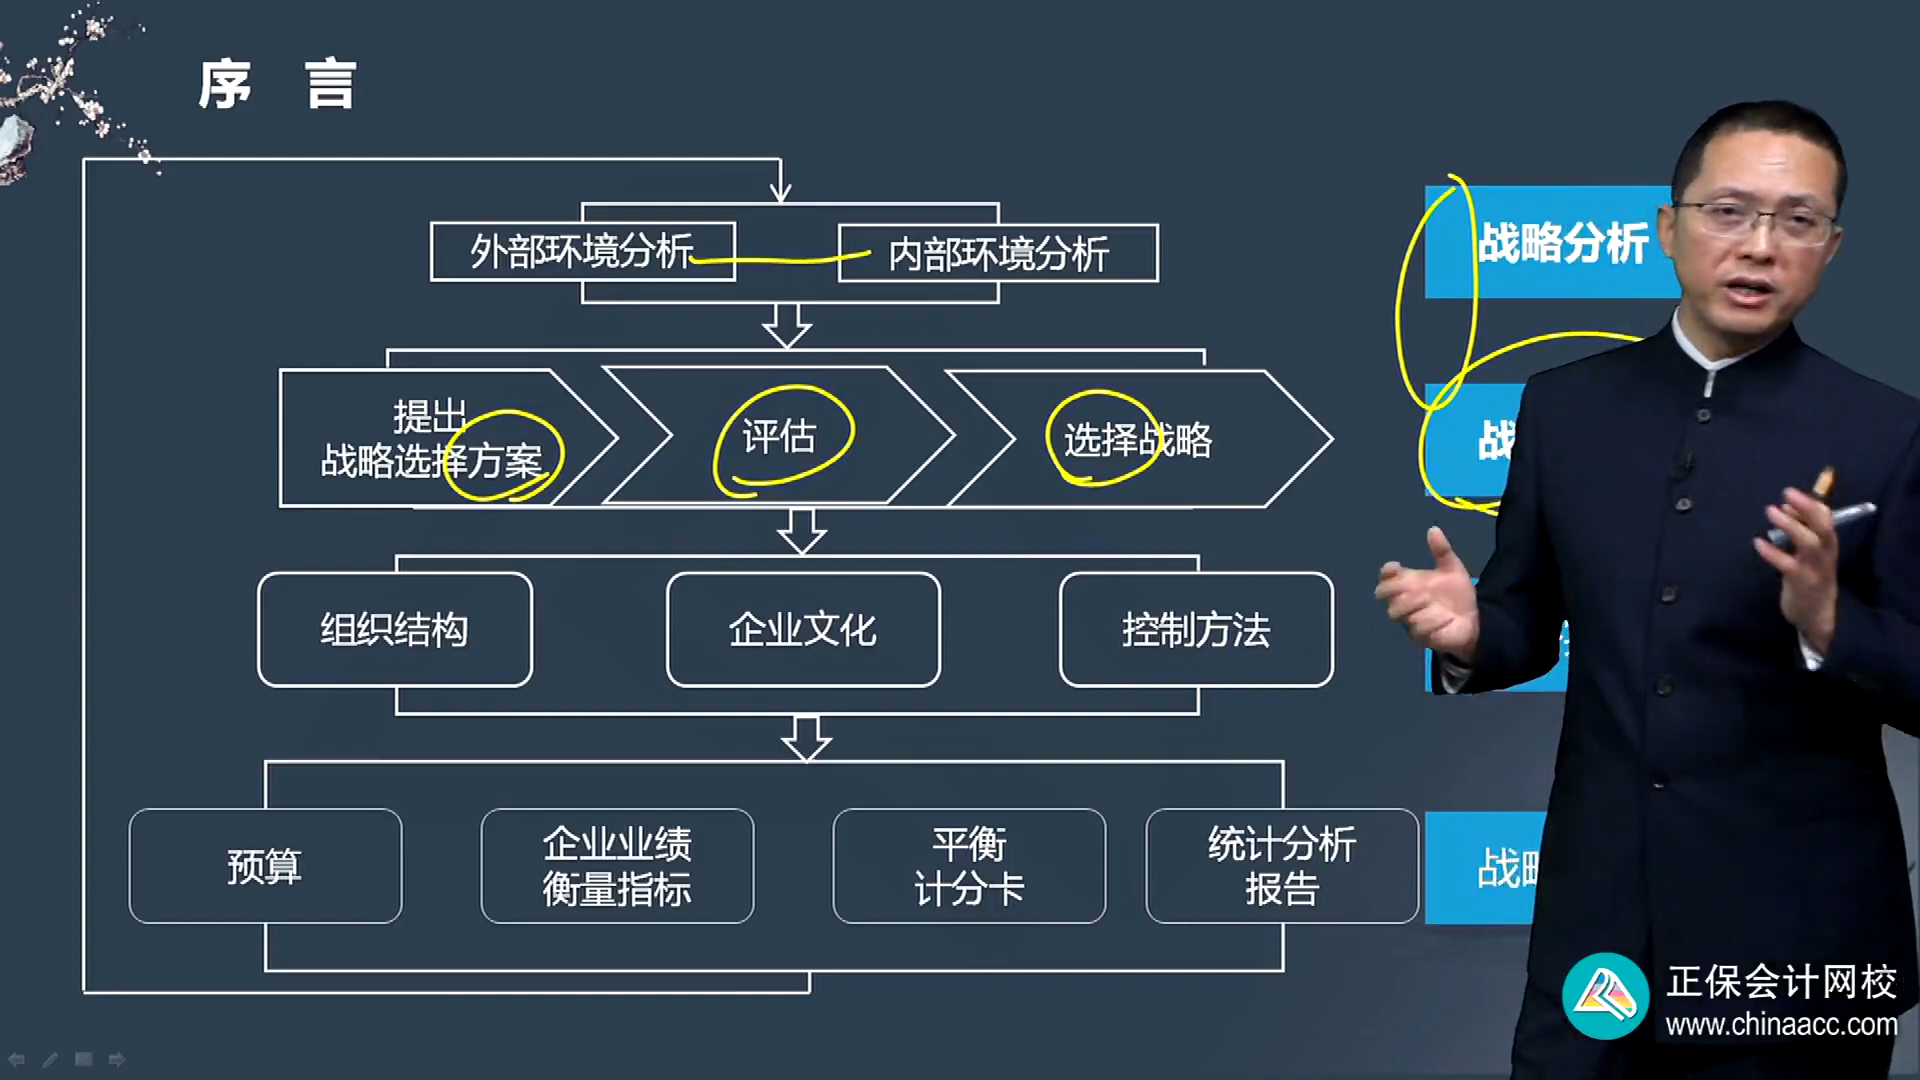 序 言
外部环境分析
内部环境分析
战略分析
提出
战略选择方案
评估
选择战略
战
组织结构
企业文化
控制方法
预算
企业业绩
衡量指标
平衡
计分卡
统计分析
报告
战略
正保会计网校
www.chinaacc.com